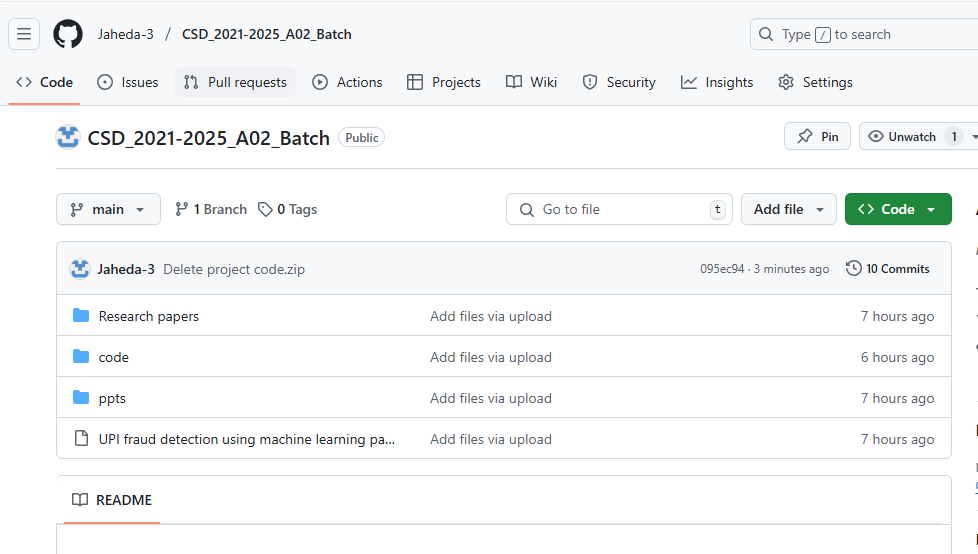 Jaheda-3 / CSD_2021-2025_A02_Batch Type / to search
Code Issues Pull requests Actions Projects Wiki Security Insights Settings
CSD_2021-2025_A02_Batch Public Pin Unwatch 1
main 1 Branch 0 Tags Go to file t Add file Code
Jaheda-3 Delete project code.zip 095ec94 · 3 minutes ago 10 Commits
Research papers Add files via upload 7 hours ago
code Add files via upload 6 hours ago
ppts Add files via upload 7 hours ago
UPI fraud detection using machine learning pa... Add files via upload 7 hours ago
README